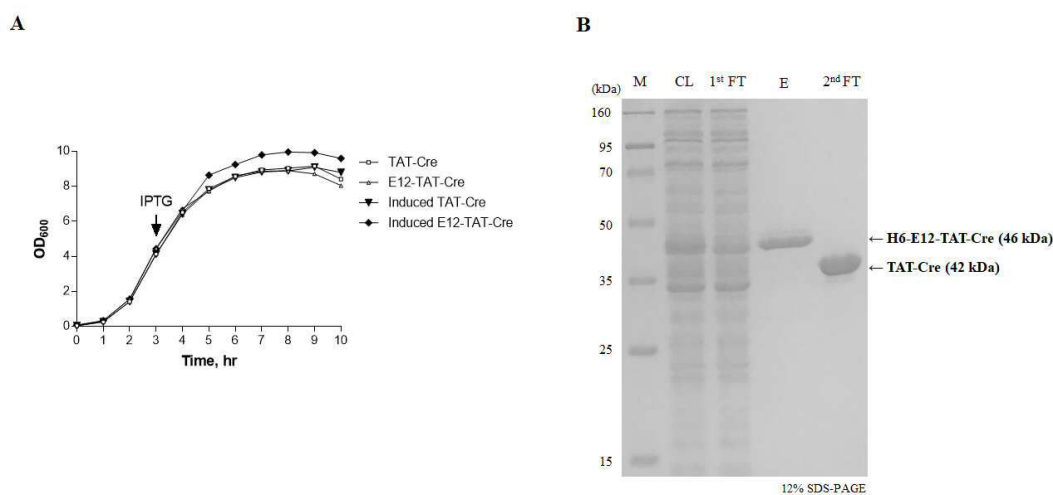 A
B
10
8
6
4
2
0
OD600
IPTG
0 1 2 3 4 5 6 7 8 9 10
Time, hr
TAT-Cre
E12-TAT-Cre
Induced TAT-Cre
Induced E12-TAT-Cre
(kDa) M CL 1st FT E 2nd FT
160
95
70
50
35
25
15
← H6-E12-TAT-Cre (46 kDa)
← TAT-Cre (42 kDa)
12% SDS-PAGE